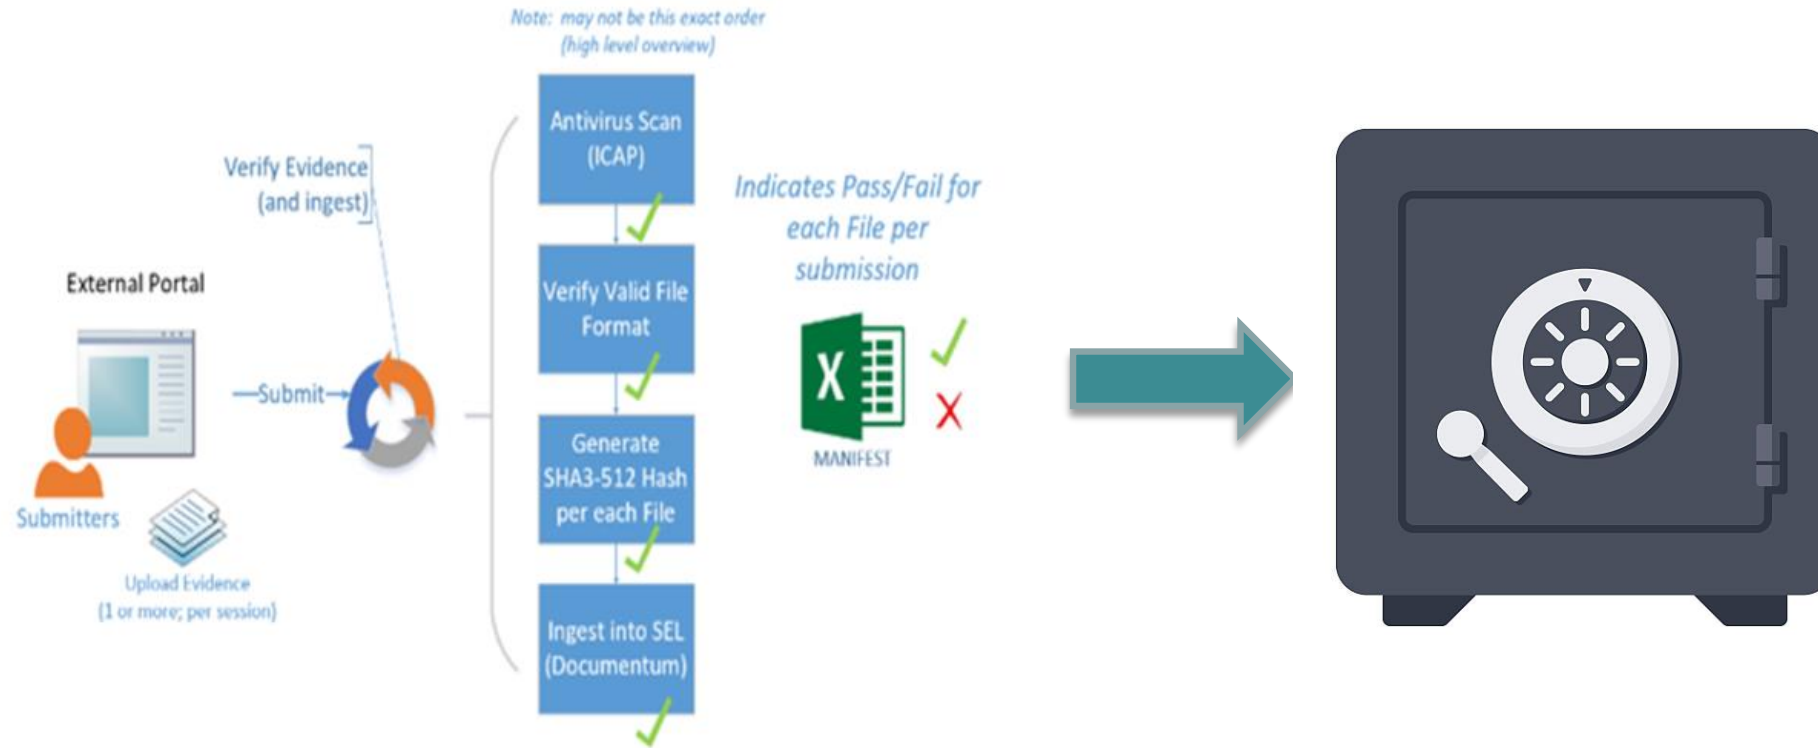 Note: may not be this exact order
(high level overview)
Antivirus Scan
(ICAP)
Verify Evidence
(and ingest)
Indicates Pass/Fail for
each File per
submission
External Portal
Verify Valid File
Format
Submit
X
MANIFEST
Generate
SHA3-512 Hash
per each File
Submitters
Upload Evidence
(1 or more; per session)
Ingest into SEL
(Documentum)